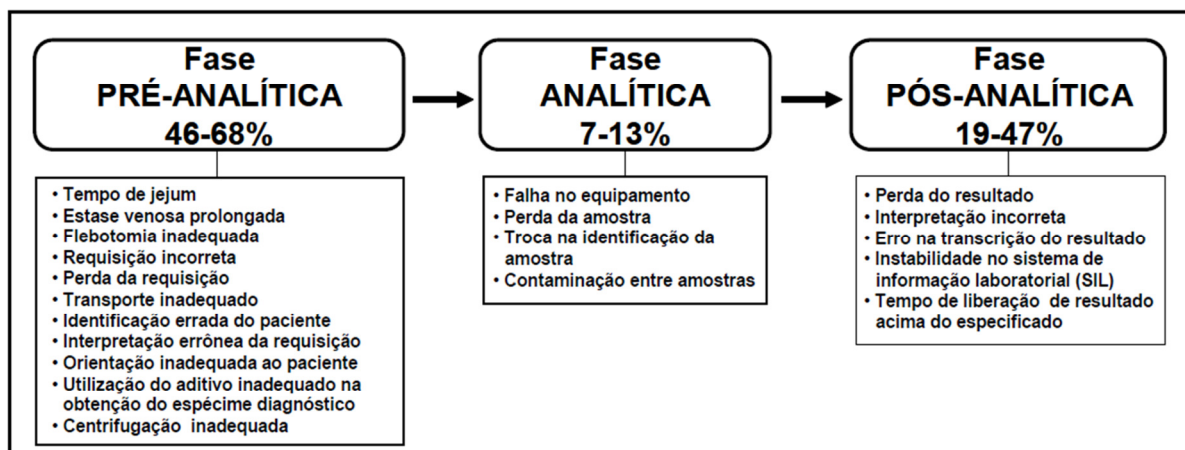 Fase
PRÉ-ANALÍTICA
46-68%
• Tempo de jejum
• Estase venosa prolongada
• Flebotomia inadequada
• Requisição incorreta
• Perda da requisição
• Transporte inadequado
• Identificação errada do paciente
• Interpretação errônea da requisição
• Orientação inadequada ao paciente
• Utilização do aditivo inadequado na
obtenção do espécime diagnóstico
• Centrifugação inadequada
Fase
ANALÍTICA
7-13%
• Falha no equipamento
• Perda da amostra
• Troca na identificação da
amostra
• Contaminação entre amostras
Fase
PÓS-ANALÍTICA
19-47%
• Perda do resultado
• Interpretação incorreta
• Erro na transcrição do resultado
• Instabilidade no sistema de
informação laboratorial (SIL)
• Tempo de liberação de resultado
acima do especificado